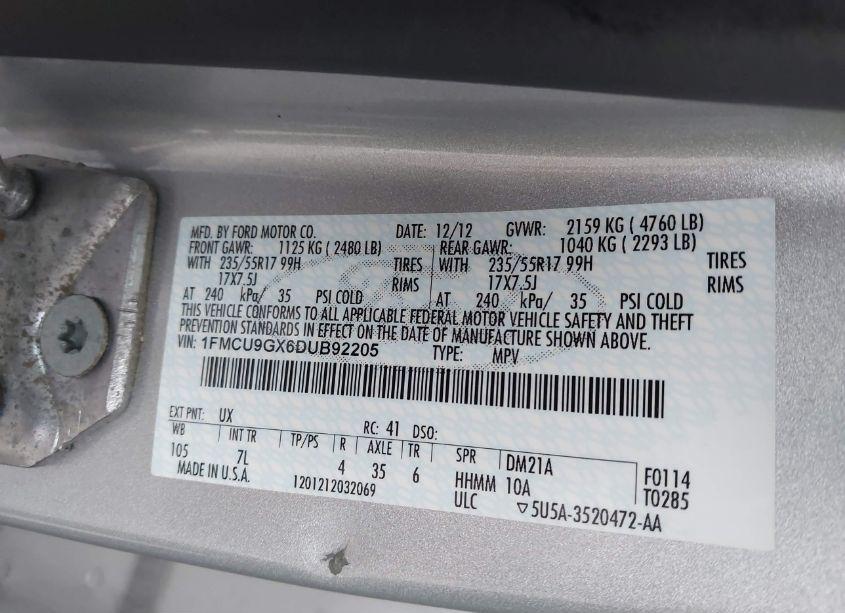 MFD. BY FORD MOTOR CO. DATE: 12/12 GVWR: 2159 KG ( 4760 LB)
FRONT GAWR: 1125 KG ( 2480 LB) REAR GAWR: 1040 KG ( 2293 LB)
WITH 235/55R17 99H TIRES WITH 235/55R17 99H TIRES
17X7.5J RIMS 17X7.5J RIMS
AT 240 kPa/ 35 PSI COLD AT 240 kPa/ 35 PSI COLD
THIS VEHICLE CONFORMS TO ALL APPLICABLE FEDERAL MOTOR VEHICLE SAFETY AND THEFT
PREVENTION STANDARDS IN EFFECT ON THE DATE OF MANUFACTURE SHOWN ABOVE.
VIN: 1FMCU9GX6DUB92205 TYPE: MPV
EXT PNT: UX RC: 41 DSO:
WB INT TR TP/PS R AXLE TR SPR DM21A F0114
105 7L 4 35 6 HHMM 10A T0285
MADE IN U.S.A. 1201212032069 ULC ▽5U5A-3520472-AA